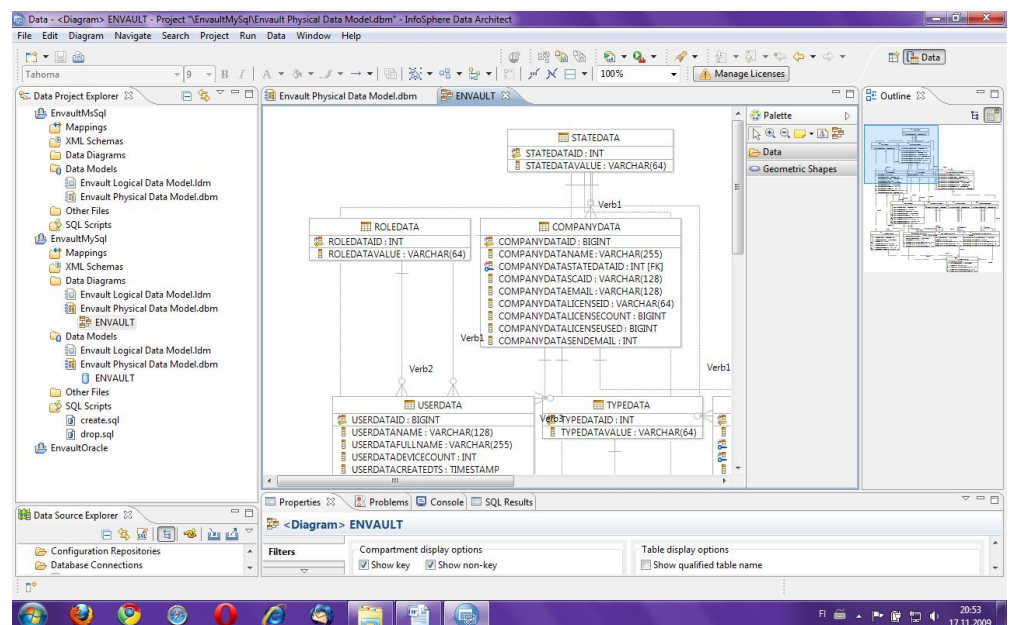 Data - <Diagram> ENVAULT - Project "\EnvaultMySql\Envault Physical Data Model.dbm" - InfoSphere Data Architect
File Edit Diagram Navigate Search Project Run Data Window Help
Data
Tahoma 9 B I A 100% Manage Licenses
Data Project Explorer
EnvaultMsSql
Mappings
XML Schemas
Data Diagrams
Data Models
Envault Logical Data Model.ldm
Envault Physical Data Model.dbm
Other Files
SQL Scripts
EnvaultMySql
Mappings
XML Schemas
Data Diagrams
Envault Logical Data Model.ldm
Envault Physical Data Model.dbm
ENVAULT
Data Models
Envault Logical Data Model.ldm
Envault Physical Data Model.dbm
ENVAULT
Other Files
SQL Scripts
create.sql
drop.sql
EnvaultOracle
Data Source Explorer
Configuration Repositories
Database Connections
Envault Physical Data Model.dbm ENVAULT
STATEDATA
STATEDATAID : INT
STATEDATAVALUE : VARCHAR(64)
Verb1
ROLEDATA
ROLEDATAID : INT
ROLEDATAVALUE : VARCHAR(64)
COMPANYDATA
COMPANYDATAID : BIGINT
COMPANYDATANAME : VARCHAR(255)
COMPANYDATASTATEDATAID : INT [FK]
COMPANYDATASCAID : VARCHAR(128)
COMPANYDATAEMAIL : VARCHAR(128)
COMPANYDATALICENSEID : VARCHAR(64)
COMPANYDATALICENSECOUNT : BIGINT
COMPANYDATALICENSEUSED : BIGINT
COMPANYDATASENDEMAIL : INT
Verb1
Verb2
Verb1
USERDATA
USERDATAID : BIGINT
USERDATANAME : VARCHAR(128)
USERDATAFULLNAME : VARCHAR(255)
USERDATADEVICECOUNT : INT
USERDATACREATEDTS : TIMESTAMP
Verb3
TYPEDATA
TYPEDATAID : INT
TYPEDATAVALUE : VARCHAR(64)
Palette
Data
Geometric Shapes
Outline
Properties Problems Console SQL Results
<Diagram> ENVAULT
Filters
Compartment display options
Show key Show non-key
Table display options
Show qualified table name
FI
20:53
17.11.2009